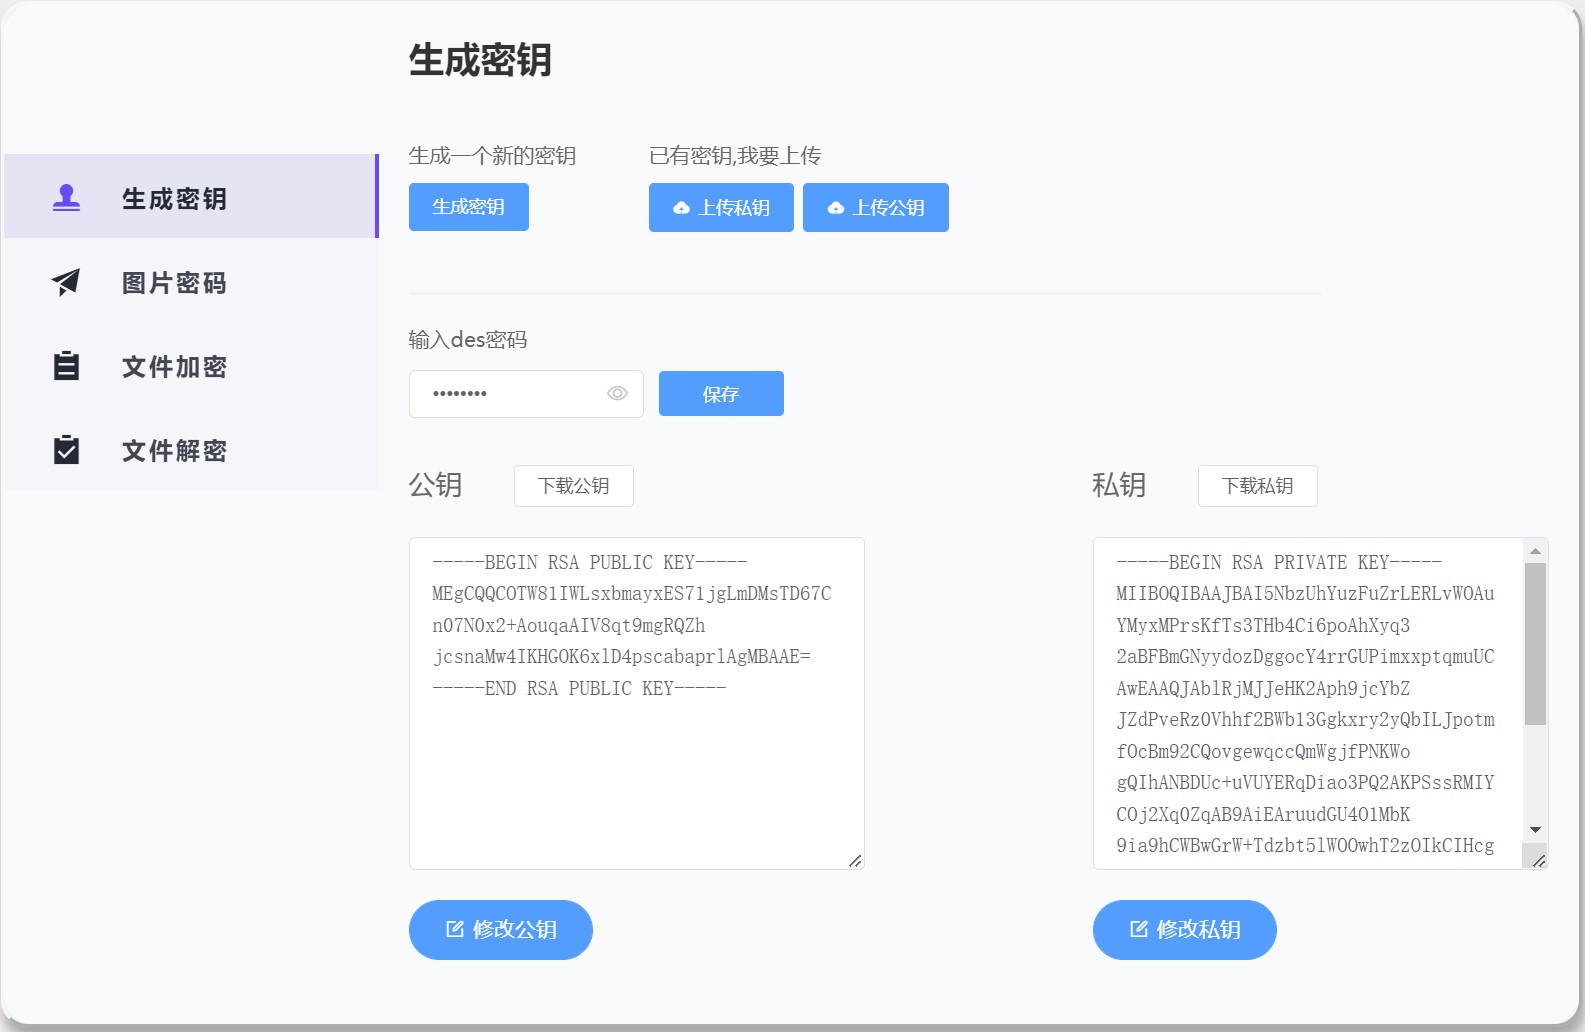 生成密钥
生成密钥
图片密码
文件加密
文件解密
生成一个新的密钥
已有密钥,我要上传
生成密钥
上传私钥
上传公钥
输入des密码
••••••••
保存
公钥
下载公钥
私钥
下载私钥
-----BEGIN RSA PUBLIC KEY-----
MEgCQQCOTW81IWLsxbmayxES71jgLmDMsTD67C
n07N0x2+AouqaAIV8qt9mgRQZh
jcsnaMw4IKHGOK6xlD4pscabaprlAgMBAAE=
-----END RSA PUBLIC KEY-----
-----BEGIN RSA PRIVATE KEY-----
MIIBOQIBAAJBAI5NbzUhYuzFuZrLERLvWOAu
YMyxMPrsKfTs3THb4Ci6poAhXyq3
2aBFBmGNyydozDggocY4rrGUPimxxptqmuUC
AwEAAQJAblRjMJJeHK2Aph9jcYbZ
JZdPveRz0Vhhf2BWb13Ggkxry2yQbILJpotm
fOcBm92CQovgewqccQmWgjfPNKWo
gQIhANBDUc+uVUYERqDiao3PQ2AKPSssRMIY
COj2Xq0ZqAB9AiEAruudGU4O1MbK
9ia9hCWBwGrW+Tdzbt5lWOOwhT2zOIkCIHcg
修改公钥
修改私钥